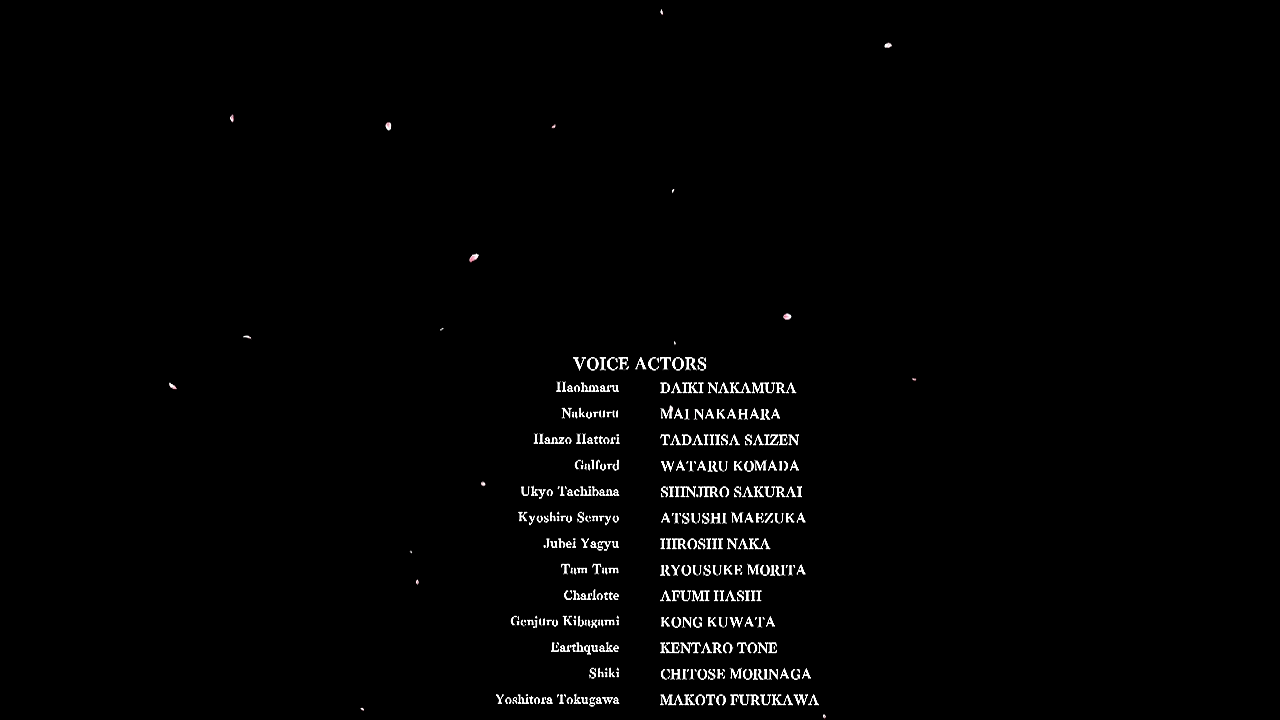 VOICE ACTORS
Haohmaru DAIKI NAKAMURA
Nakoruru MAI NAKAHARA
Hanzo Hattori TADAHISA SAIZEN
Galford WATARU KOMADA
Ukyo Tachibana SHINJIRO SAKURAI
Kyoshiro Senryo ATSUSHI MAEZUKA
Jubei Yagyu HIROSHI NAKA
Tam Tam RYOUSUKE MORITA
Charlotte AFUMI HASHI
Genjuro Kibagami KONG KUWATA
Earthquake KENTARO TONE
Shiki CHITOSE MORINAGA
Yoshitora Tokugawa MAKOTO FURUKAWA